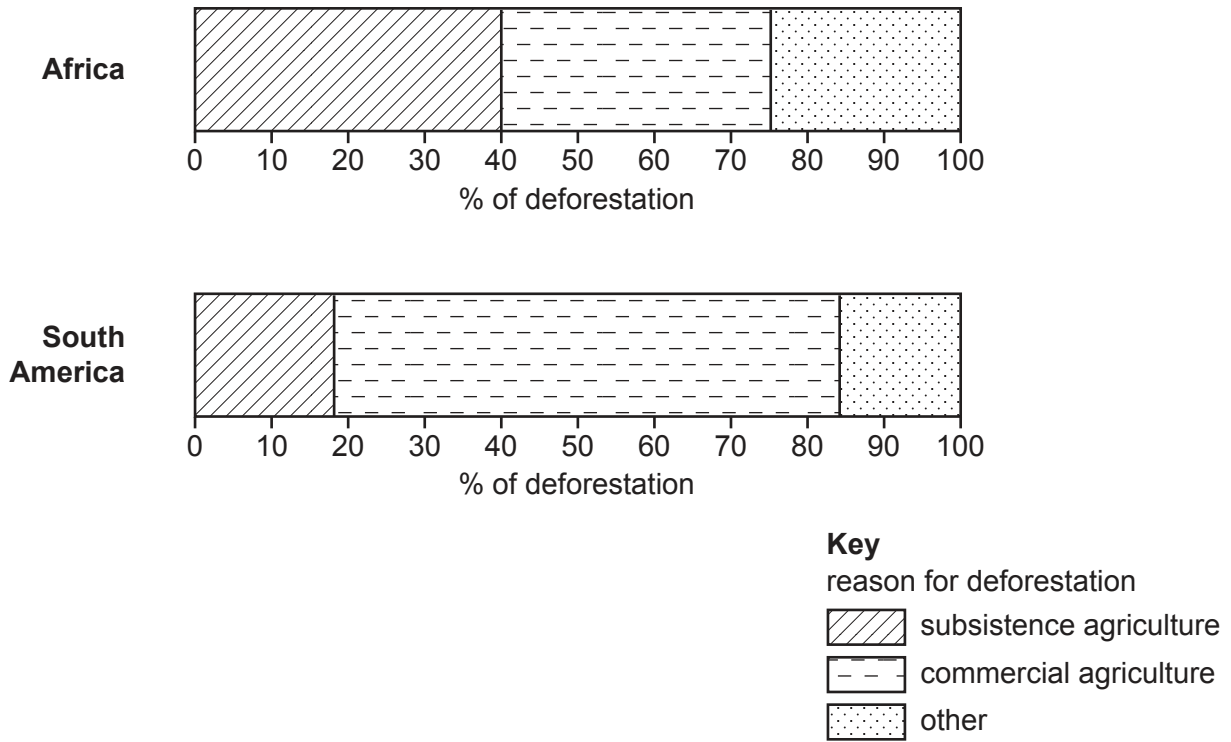 Africa
0 10 20 30 40 50 60 70 80 90 100
% of deforestation
South
America
0 10 20 30 40 50 60 70 80 90 100
% of deforestation
Key
reason for deforestation
subsistence agriculture
commercial agriculture
other